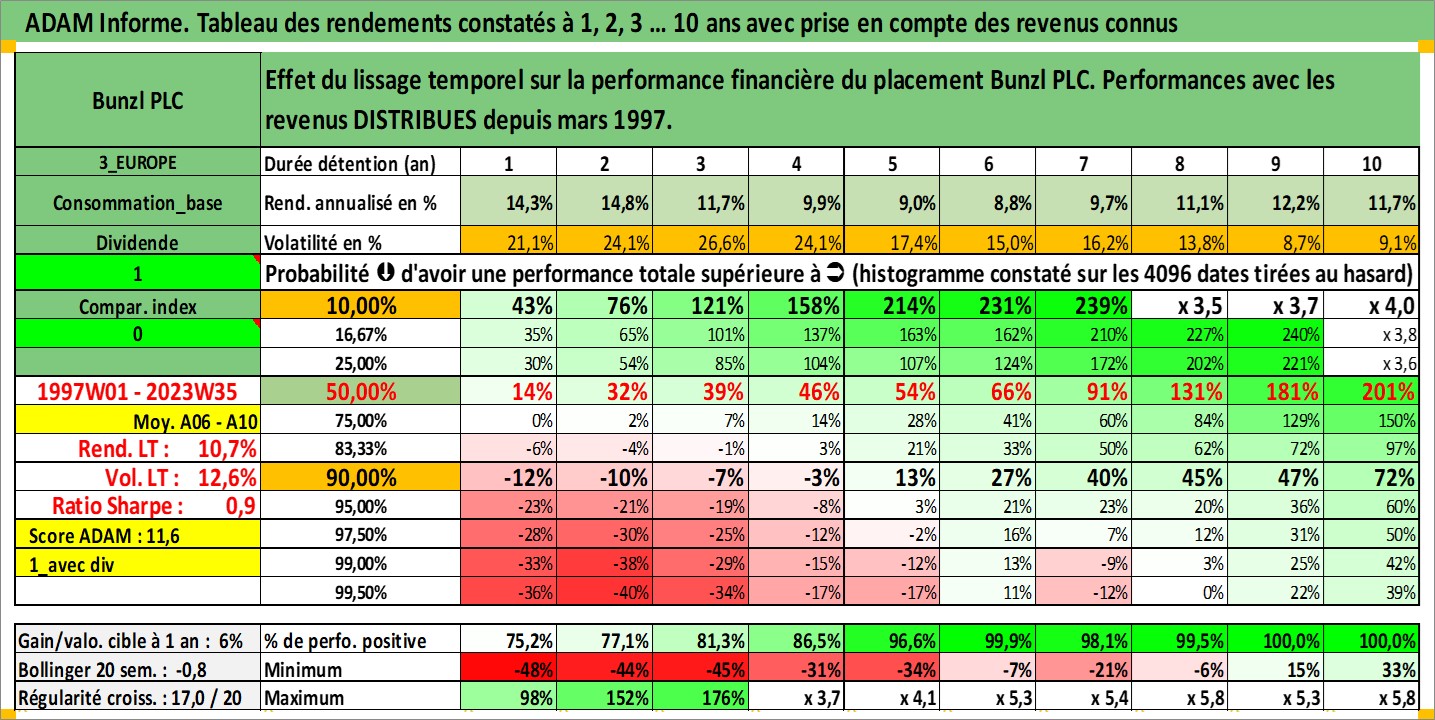 ADAM Informe. Tableau des rendements constatés à 1, 2, 3 ... 10 ans avec prise en compte des revenus connus
Bunzl PLC
Effet du lissage temporel sur la performance financière du placement Bunzl PLC. Performances avec les
revenus DISTRIBUES depuis mars 1997.
3_EUROPE Durée détention (an) 1 2 3 4 5 6 7 8 9 10
Consommation_base Rend. annualisé en % 14,3% 14,8% 11,7% 9,9% 9,0% 8,8% 9,7% 11,1% 12,2% 11,7%
Dividende Volatilité en % 21,1% 24,1% 26,6% 24,1% 17,4% 15,0% 16,2% 13,8% 8,7% 9,1%
1 Probabilité ⬇ d'avoir une performance totale supérieure à ➲ (histogramme constaté sur les 4096 dates tirées au hasard)
Compar. index 10,00% 43% 76% 121% 158% 214% 231% 239% x 3,5 x 3,7 x 4,0
0 16,67% 35% 65% 101% 137% 163% 162% 210% 227% 240% x 3,8
25,00% 30% 54% 85% 104% 107% 124% 172% 202% 221% x 3,6
1997W01 - 2023W35 50,00% 14% 32% 39% 46% 54% 66% 91% 131% 181% 201%
Moy. A06 - A10 75,00% 0% 2% 7% 14% 28% 41% 60% 84% 129% 150%
Rend. LT : 10,7% 83,33% -6% -4% -1% 3% 21% 33% 50% 62% 72% 97%
Vol. LT : 12,6% 90,00% -12% -10% -7% -3% 13% 27% 40% 45% 47% 72%
Ratio Sharpe : 0,9 95,00% -23% -21% -19% -8% 3% 21% 23% 20% 36% 60%
Score ADAM : 11,6 97,50% -28% -30% -25% -12% -2% 16% 7% 12% 31% 50%
1_avec div 99,00% -33% -38% -29% -15% -12% 13% -9% 3% 25% 42%
99,50% -36% -40% -34% -17% -17% 11% -12% 0% 22% 39%
Gain/valo. cible à 1 an : 6% % de perfo. positive 75,2% 77,1% 81,3% 86,5% 96,6% 99,9% 98,1% 99,5% 100,0% 100,0%
Bollinger 20 sem. : -0,8 Minimum -48% -44% -45% -31% -34% -7% -21% -6% 15% 33%
Régularité croiss. : 17,0 / 20 Maximum 98% 152% 176% x 3,7 x 4,1 x 5,3 x 5,4 x 5,8 x 5,3 x 5,8